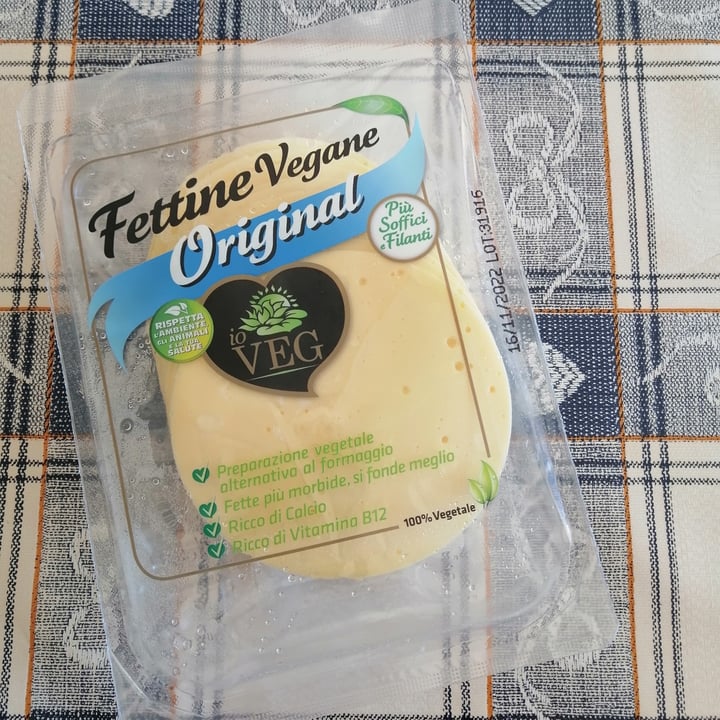 Fettine Vegane
Original
Più
Soffici
e Filanti
RISPETTA
L'AMBIENTE,
GLI ANIMALI
E LA TUA
SALUTE
io
VEG
16/11/2022 LOT:31916
Preparazione vegetale
alternativa al formaggio
Fette più morbide, si fonde meglio
Ricco di Calcio
Ricco di Vitamina B12
100% Vegetale